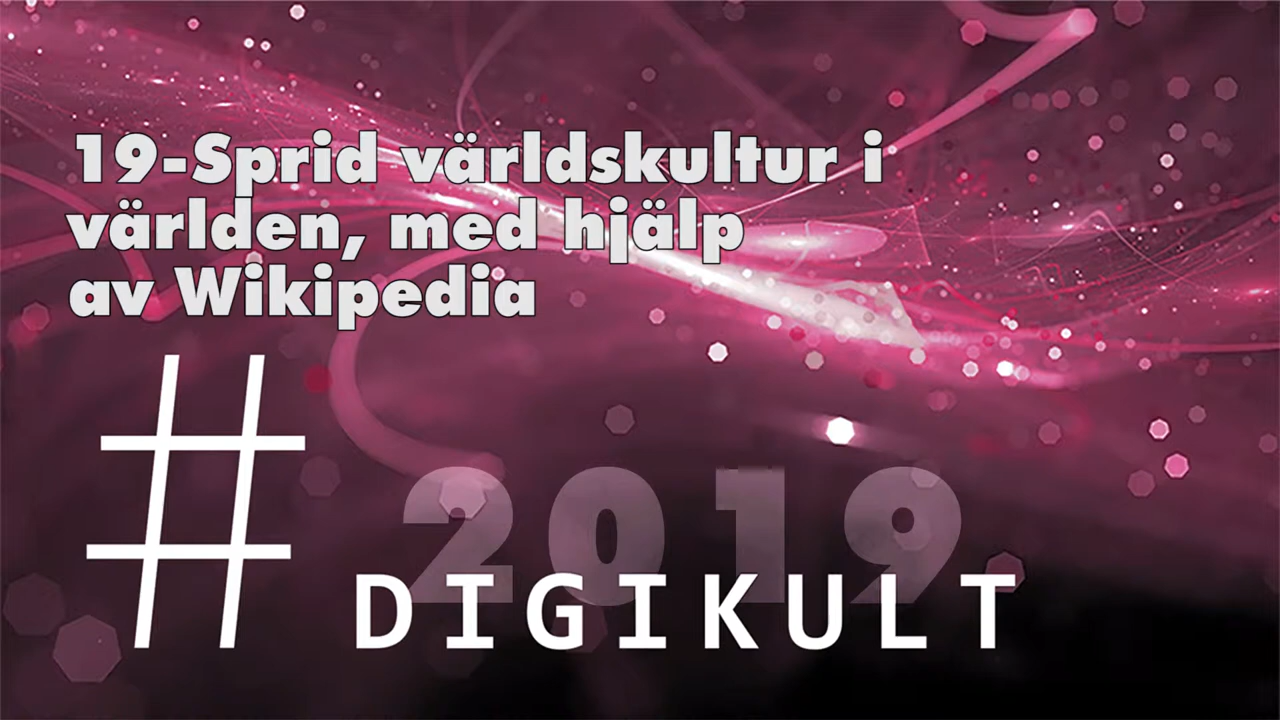 19-Sprid världskultur i
världen, med hjälp
av Wikipedia
#
2019
DIGIKULT